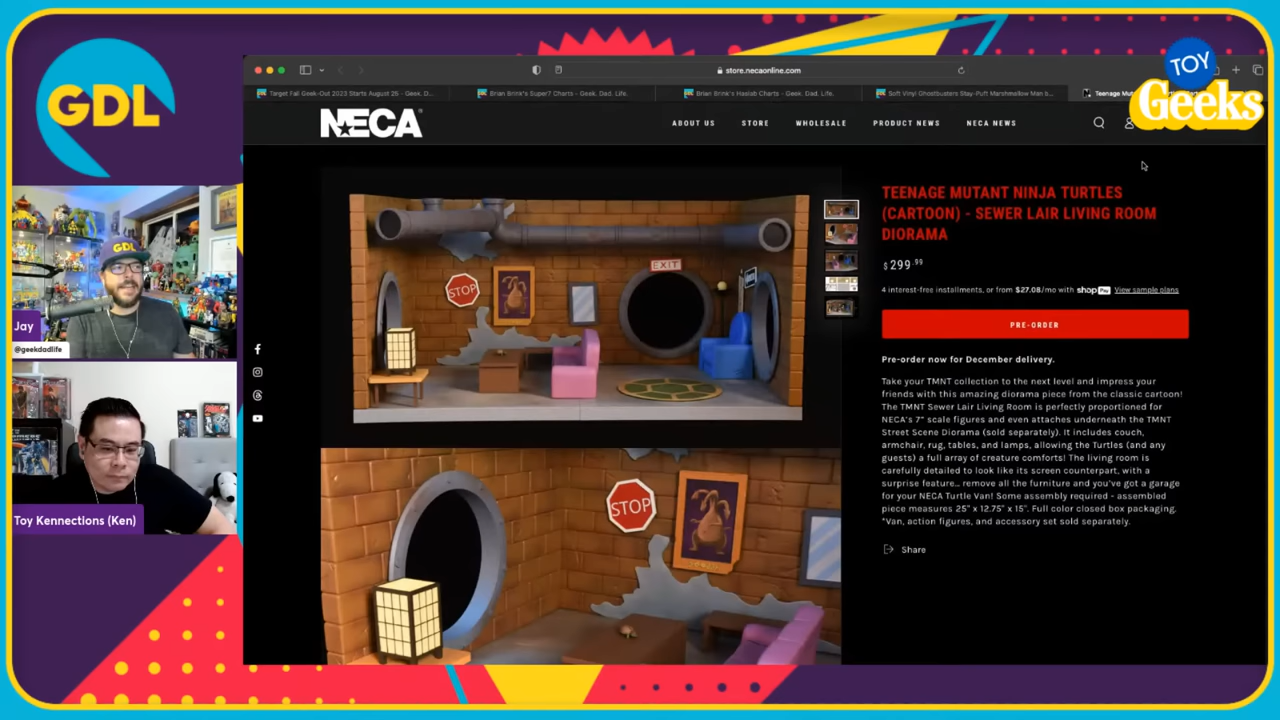 GDL
TOY
Geeks
store.necaonline.com
Target Fall Geek-Out 2023 Starts August 25 - Geek. D...
Brian Brink's Super7 Charts - Geek. Dad. Life.
Brian Brink's Haslab Charts - Geek. Dad. Life.
Soft Vinyl Ghostbusters Stay-Puft Marshmallow Man b...
Teenage Mu
NECA
ABOUT US
STORE
WHOLESALE
PRODUCT NEWS
NECA NEWS
GDL
Jay
@geekdadlife
Toy Kennections (Ken)
EXIT
STOP
STOP
TEENAGE MUTANT NINJA TURTLES
(CARTOON) - SEWER LAIR LIVING ROOM
DIORAMA
$299.99
4 interest-free installments, or from $27.08/mo with shop Pay View sample plans
PRE-ORDER
Pre-order now for December delivery.
Take your TMNT collection to the next level and impress your
friends with this amazing diorama piece from the classic cartoon!
The TMNT Sewer Lair Living Room is perfectly proportioned for
NECA's 7" scale figures and even attaches underneath the TMNT
Street Scene Diorama (sold separately). It includes couch,
armchair, rug, tables, and lamps, allowing the Turtles (and any
guests) a full array of creature comforts! The living room is
carefully detailed to look like its screen counterpart, with a
surprise feature... remove all the furniture and you've got a garage
for your NECA Turtle Van! Some assembly required - assembled
piece measures 25" x 12.75" x 15". Full color closed box packaging.
*Van, action figures, and accessory set sold separately.
Share